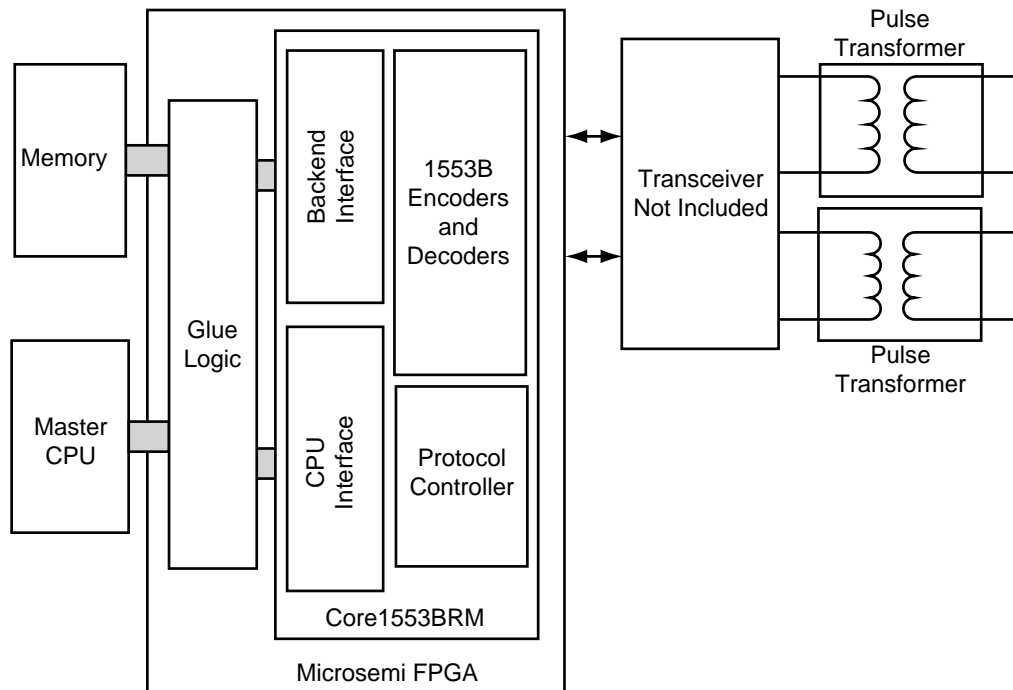 Pulse
Transformer
Memory
Backend
Interface
1553B
Encoders
and
Decoders
Transceiver
Not Included
Glue
Logic
Master
CPU
CPU
Interface
Protocol
Controller
Pulse
Transformer
Core1553BRM
Microsemi FPGA